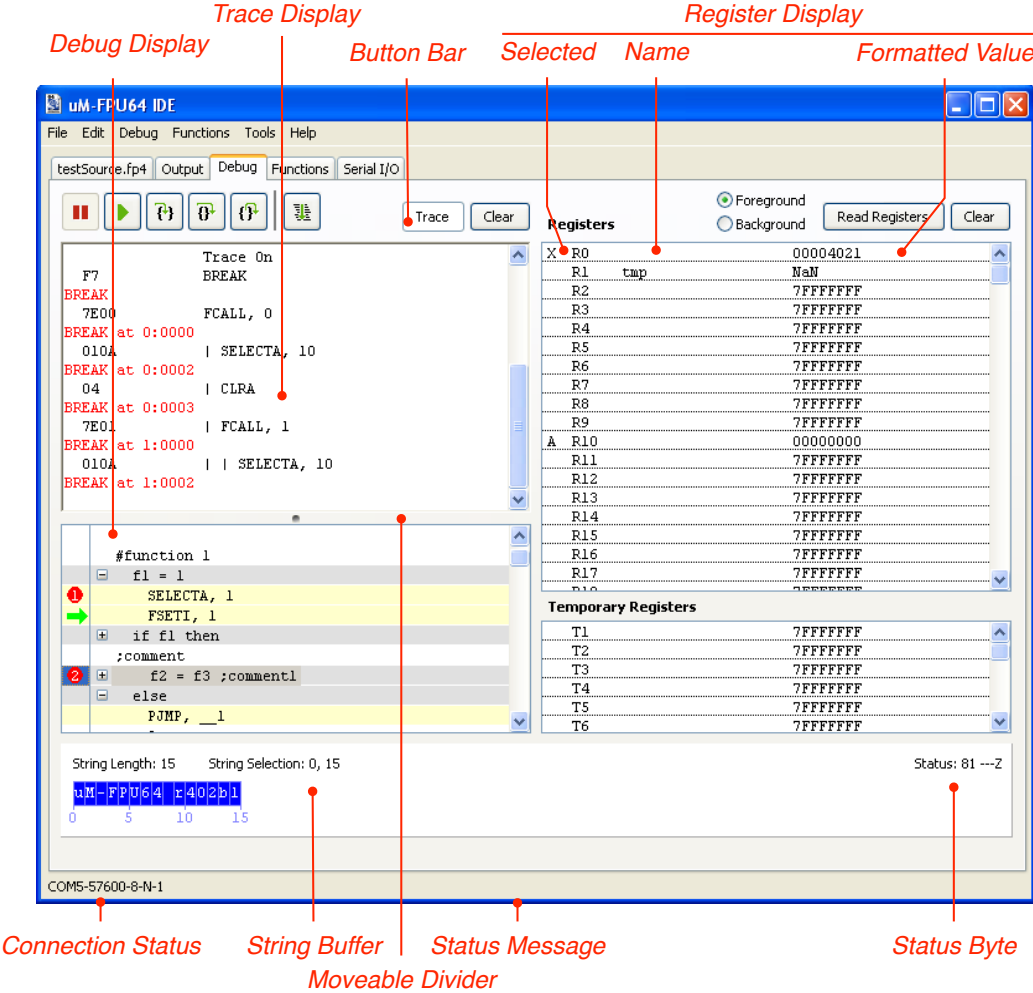 Trace Display
Register Display
Debug Display
Button Bar
Selected
Name
Formatted Value
uM-FPU64 IDE
File Edit Debug Functions Tools Help
testSource.fp4 Output Debug Functions Serial I/O
Trace Clear
Registers
Foreground
Background
Read Registers Clear
Trace On
F7 BREAK
BREAK
7E00 FCALL, 0
BREAK at 0:0000
010A | SELECTA, 10
BREAK at 0:0002
04 | CLRA
BREAK at 0:0003
7E01 | FCALL, 1
BREAK at 1:0000
010A | | SELECTA, 10
BREAK at 1:0002
X R0 00004021
R1 tmp NaN
R2 7FFFFFFF
R3 7FFFFFFF
R4 7FFFFFFF
R5 7FFFFFFF
R6 7FFFFFFF
R7 7FFFFFFF
R8 7FFFFFFF
R9 7FFFFFFF
A R10 00000000
R11 7FFFFFFF
R12 7FFFFFFF
R13 7FFFFFFF
R14 7FFFFFFF
R15 7FFFFFFF
R16 7FFFFFFF
R17 7FFFFFFF
#function 1
f1 = 1
1 SELECTA, 1
FSETI, 1
if f1 then
;comment
2 f2 = f3 ;comment1
else
PJMP, __1
Temporary Registers
T1 7FFFFFFF
T2 7FFFFFFF
T3 7FFFFFFF
T4 7FFFFFFF
T5 7FFFFFFF
T6 7FFFFFFF
String Length: 15 String Selection: 0, 15
Status: 81 ---Z
uM-FPU64 r402b1
0 5 10 15
COM5-57600-8-N-1
Connection Status
String Buffer
Status Message
Status Byte
Moveable Divider